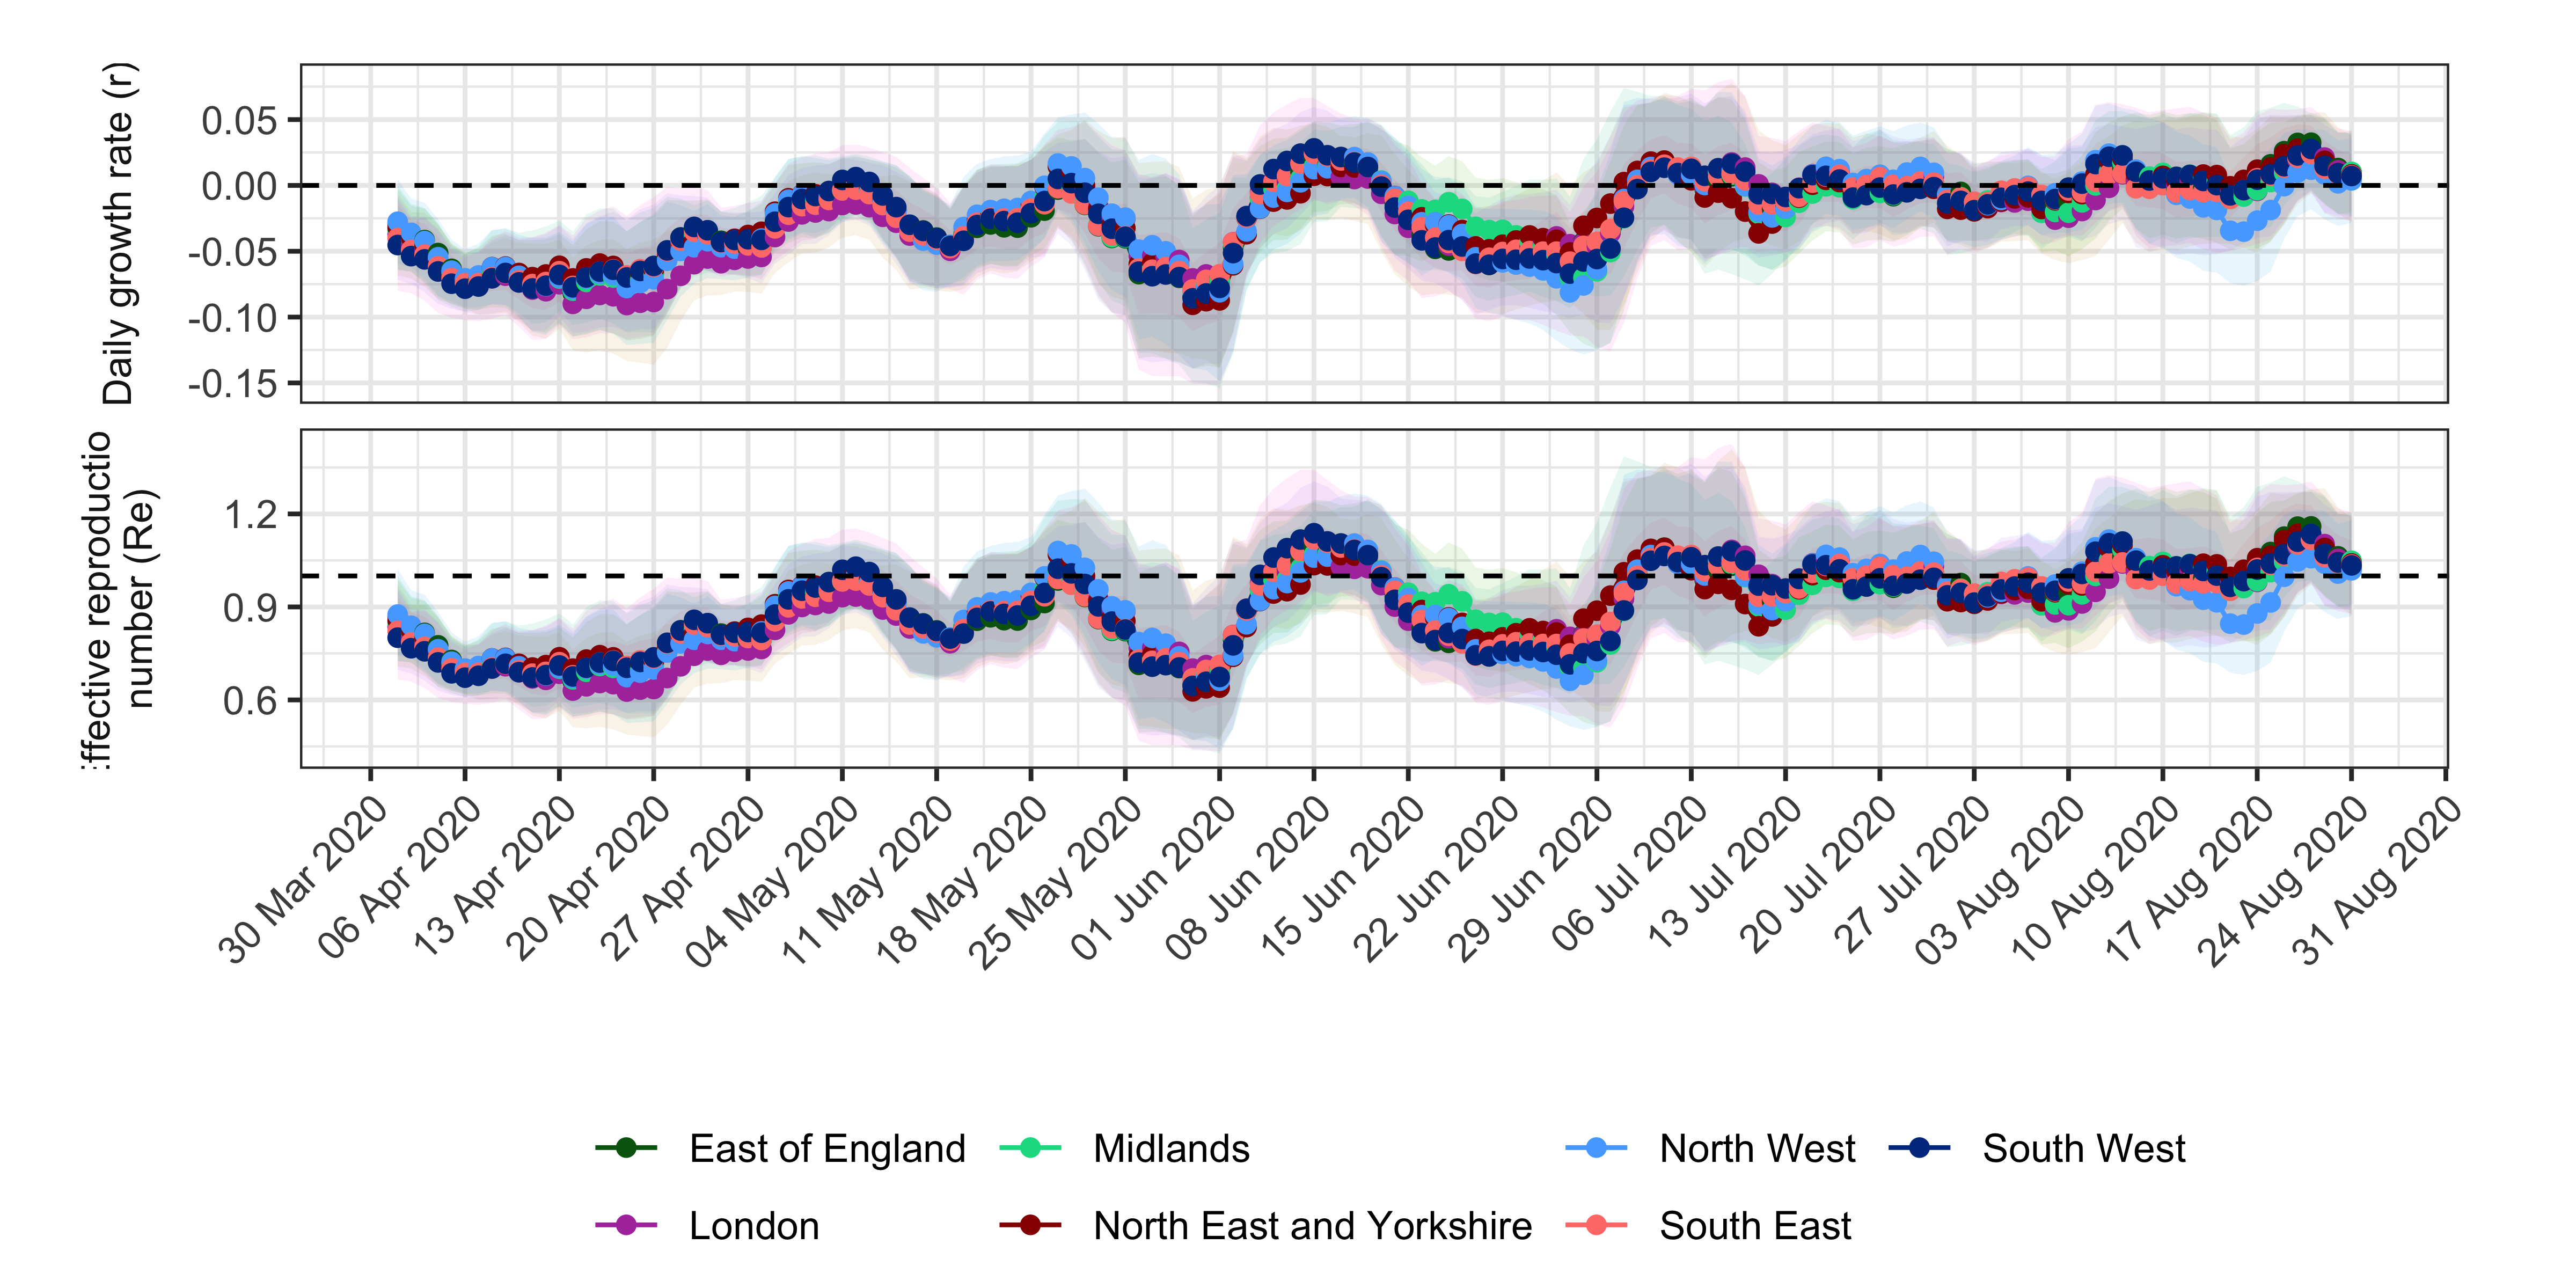 Daily growth rate (r)
0.05
0.00
-0.05
-0.10
-0.15
ffective reproductio
number (Re)
1.2
0.9
0.6
30 Mar 2020
06 Apr 2020
13 Apr 2020
20 Apr 2020
27 Apr 2020
04 May 2020
11 May 2020
18 May 2020
25 May 2020
01 Jun 2020
08 Jun 2020
15 Jun 2020
22 Jun 2020
29 Jun 2020
06 Jul 2020
13 Jul 2020
20 Jul 2020
27 Jul 2020
03 Aug 2020
10 Aug 2020
17 Aug 2020
24 Aug 2020
31 Aug 2020
East of England
Midlands
North West
South West
London
North East and Yorkshire
South East